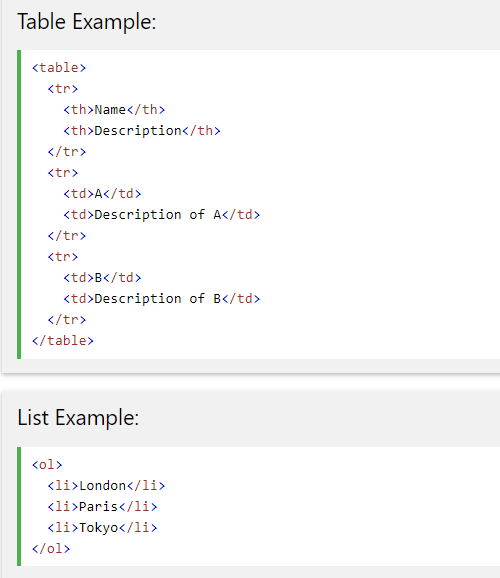 Table Example:
<table>
  <tr>
    <th>Name</th>
    <th>Description</th>
  </tr>
  <tr>
    <td>A</td>
    <td>Description of A</td>
  </tr>
  <tr>
    <td>B</td>
    <td>Description of B</td>
  </tr>
</table>
List Example:
<ol>
  <li>London</li>
  <li>Paris</li>
  <li>Tokyo</li>
</ol>